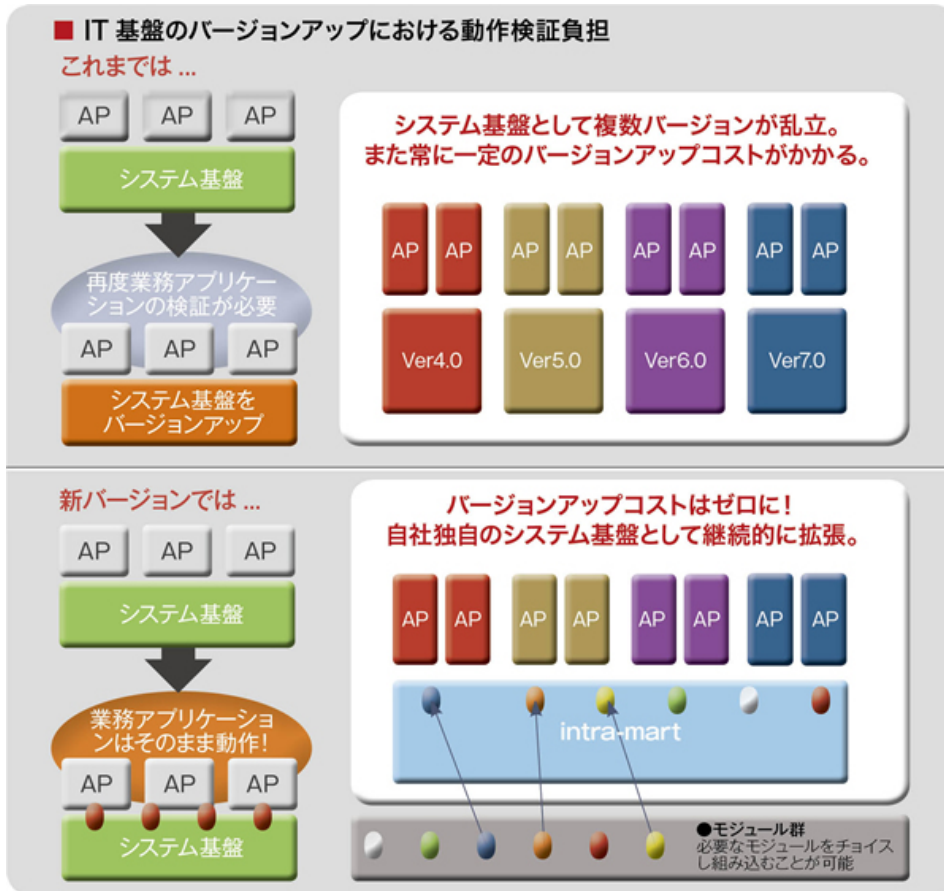 ■ IT 基盤のバージョンアップにおける動作検証負担
これまでは ...
AP AP AP
システム基盤
再度業務アプリケー
ションの検証が必要
AP AP AP
システム基盤を
バージョンアップ
システム基盤として複数バージョンが乱立。
また常に一定のバージョンアップコストがかかる。
AP AP AP AP AP AP AP AP
Ver4.0 Ver5.0 Ver6.0 Ver7.0
新バージョンでは ...
AP AP AP
システム基盤
業務アプリケーショ
ンはそのまま動作!
AP AP AP
システム基盤
バージョンアップコストはゼロに!
自社独自のシステム基盤として継続的に拡張。
AP AP AP AP AP AP AP AP
intra-mart
●モジュール群
必要なモジュールをチョイス
し組み込むことが可能